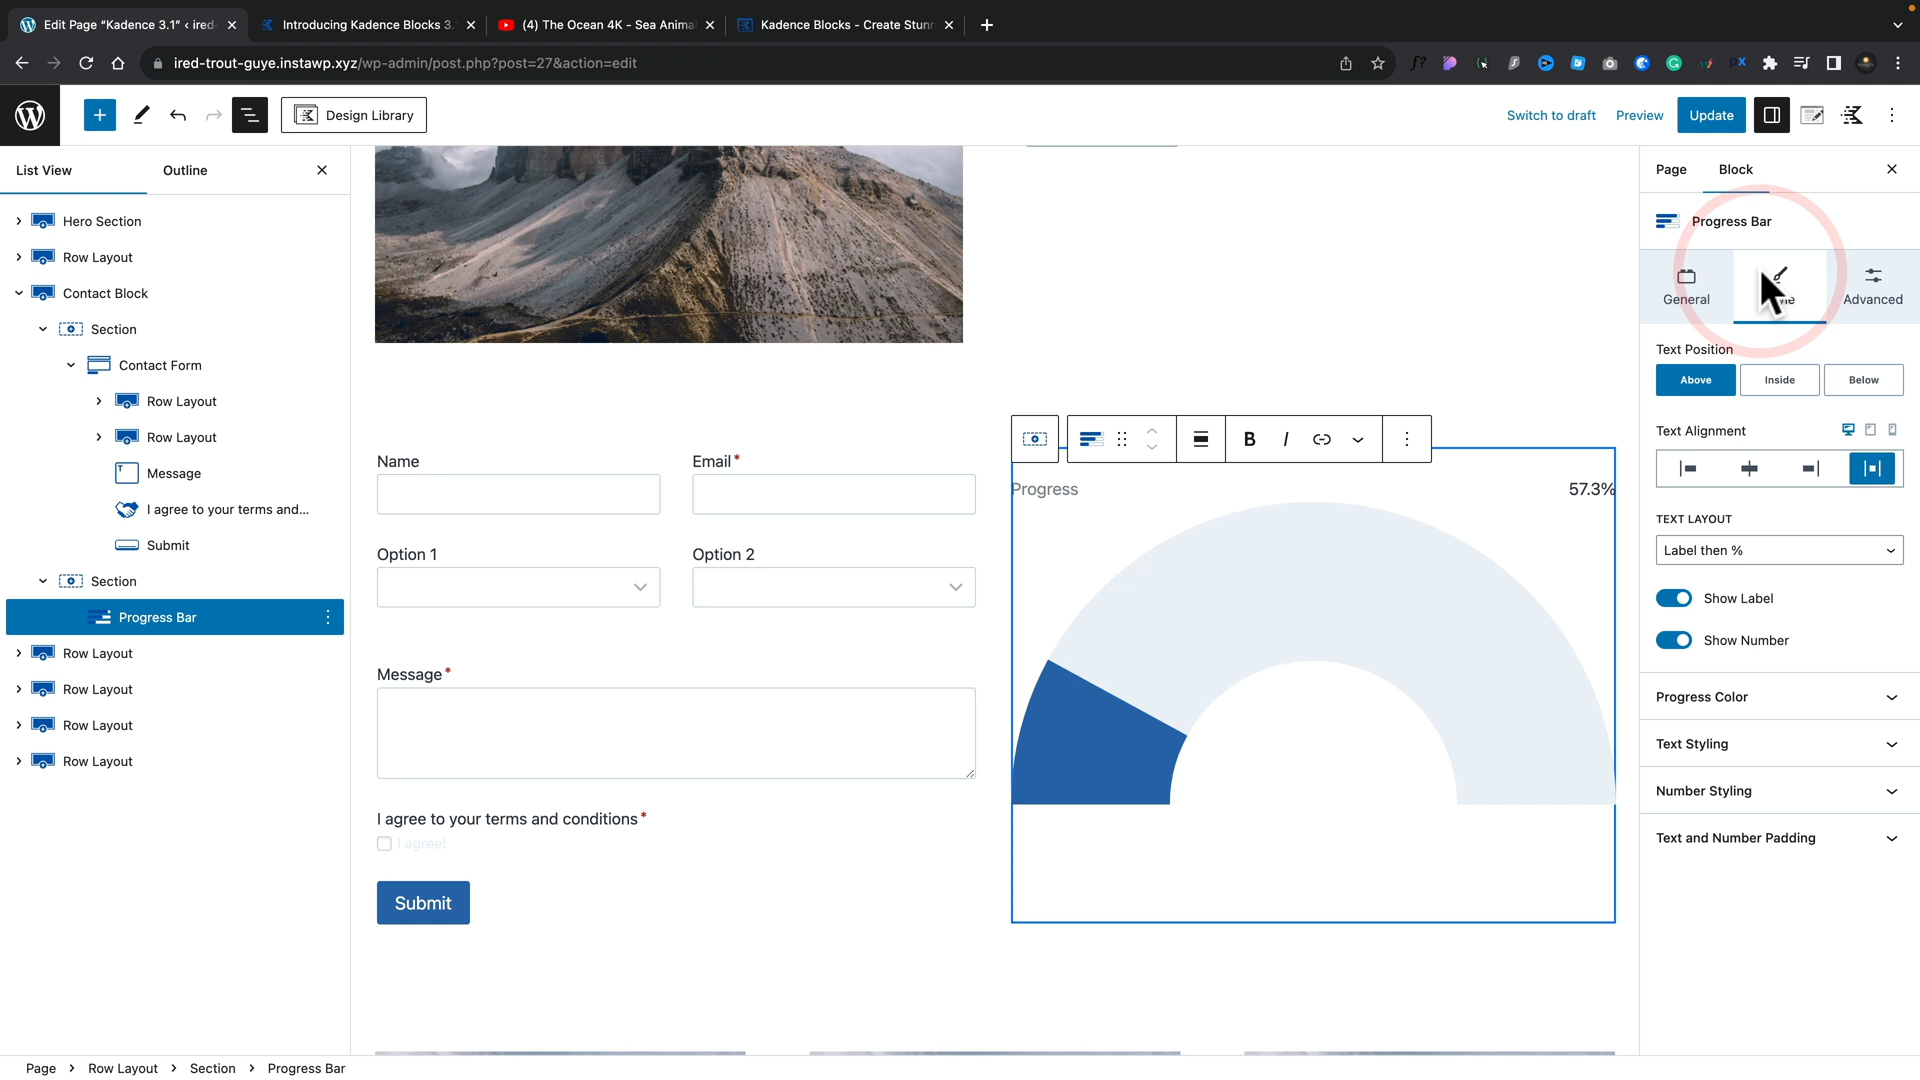 Edit Page “Kadence 3.1” ‹ ired-
Introducing Kadence Blocks 3.
(4) The Ocean 4K - Sea Anima
Kadence Blocks - Create Stunn
ired-trout-guye.instawp.xyz/wp-admin/post.php?post=27&action=edit
Design Library
Switch to draft
Preview
Update
List View
Outline
Hero Section
Row Layout
Contact Block
Section
Contact Form
Row Layout
Row Layout
Message
I agree to your terms and...
Submit
Section
Progress Bar
Row Layout
Row Layout
Row Layout
Row Layout
Name
Email*
Option 1
Option 2
Message*
I agree to your terms and conditions*
I agree!
Submit
B I
Progress
57.3%
Page
Block
Progress Bar
General
Advanced
Text Position
Above
Inside
Below
Text Alignment
TEXT LAYOUT
Label then %
Show Label
Show Number
Progress Color
Text Styling
Number Styling
Text and Number Padding
Page > Row Layout > Section > Progress Bar